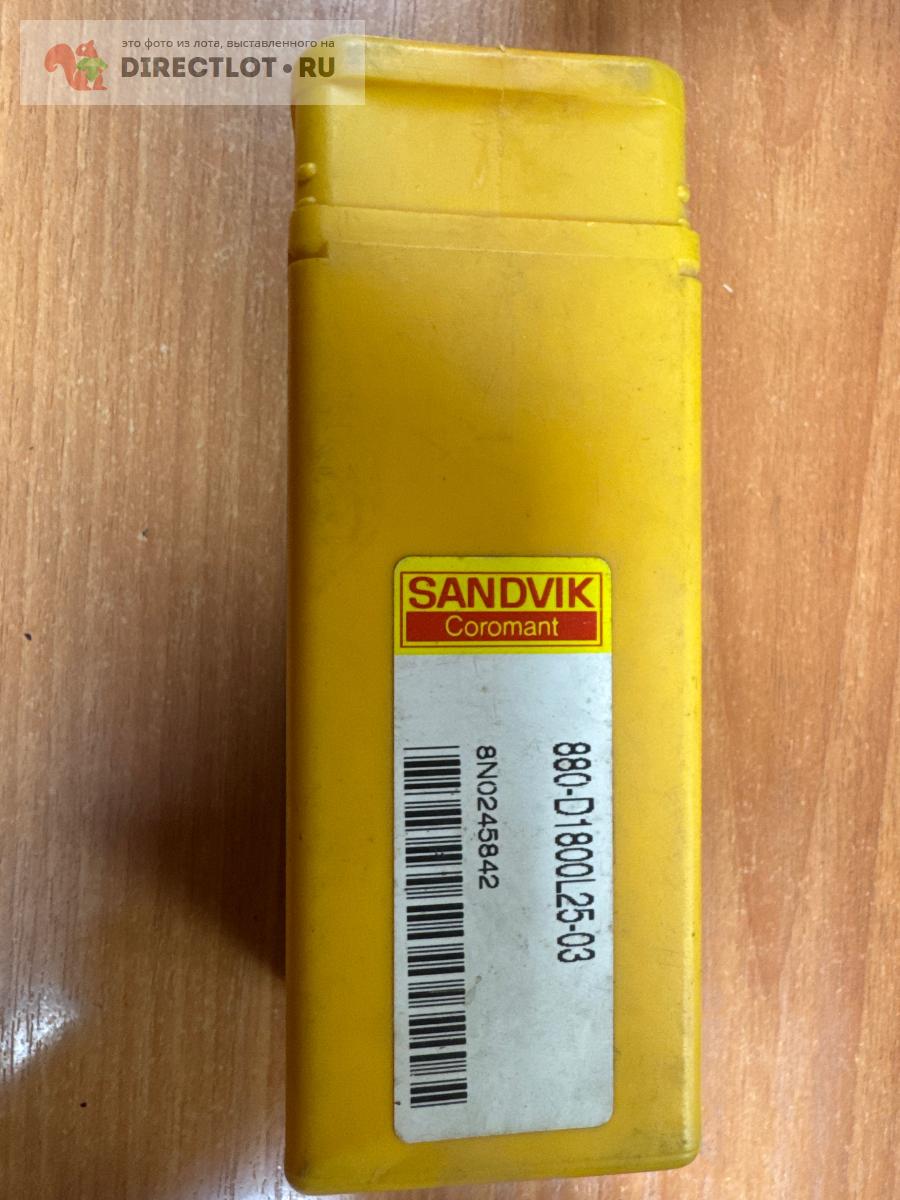 это фото из лота, выставленного на
DIRECTLOT•RU
SANDVIK
Coromant
880-D1800L25-03
8N0245842